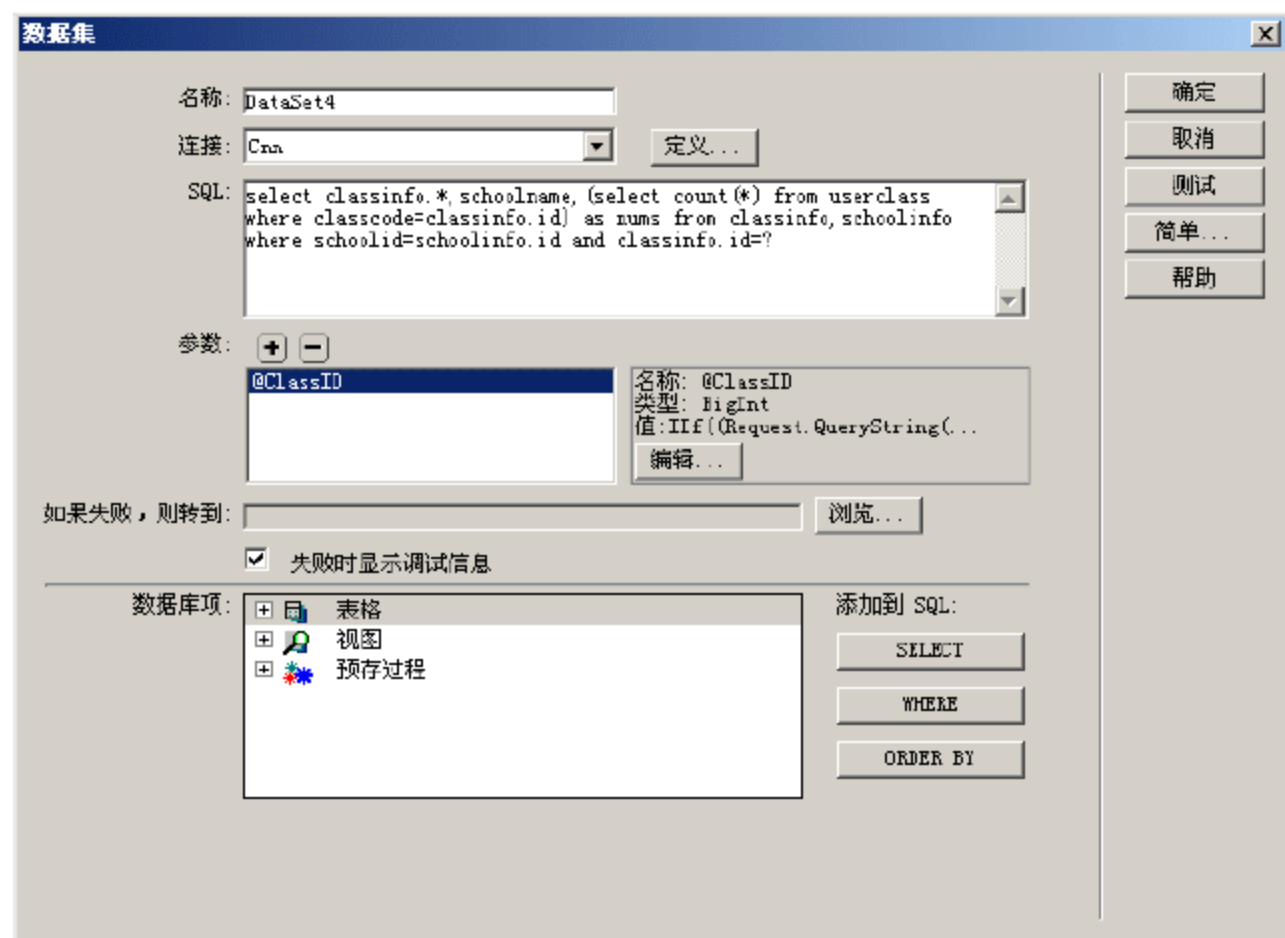 数据集
确定
名称: DataSet4
取消
连接: Cnn 定义...
测试
SQL: select classinfo.*,schoolname,(select count(*) from userclass
where classcode=classinfo.id) as nums from classinfo,schoolinfo
where schoolid=schoolinfo.id and classinfo.id=?
简单...
帮助
参数:
@ClassID
名称: @ClassID
类型: BigInt
值:IIf((Request.QueryString(...
编辑...
如果失败，则转到: 浏览...
失败时显示调试信息
数据库项:
表格
视图
预存过程
添加到 SQL:
SELECT
WHERE
ORDER BY